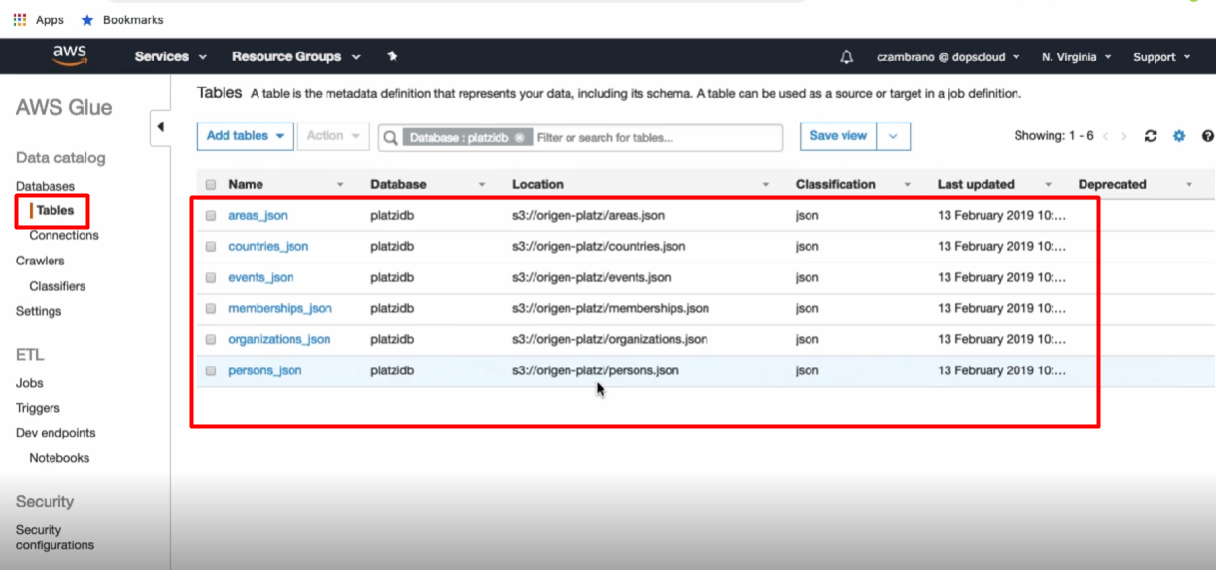 Apps Bookmarks
aws Services Resource Groups czambrano @ dopsdoud N. Virginia Support
AWS Glue
Data catalog
Databases
Tables
Connections
Crawlers
Classifiers
Settings
ETL
Jobs
Triggers
Dev endpoints
Notebooks
Security
Security
configurations
Tables A table is the metadata definition that represents your data, including its schema. A table can be used as a source or target in a job definition.
Add tables Action Database : platzidb Filter or search for tables... Save view Showing: 1 - 6
Name Database Location Classification Last updated Deprecated
areas_json platzidb s3://origen-platzi/areas.json json 13 February 2019 10:...
countries_json platzidb s3://origen-platzi/countries.json json 13 February 2019 10:...
events_json platzidb s3://origen-platzi/events.json json 13 February 2019 10:...
memberships_json platzidb s3://origen-platzi/memberships.json json 13 February 2019 10:...
organizations_json platzidb s3://origen-platzi/organizations.json json 13 February 2019 10:...
persons_json platzidb s3://origen-platzi/persons.json json 13 February 2019 10:...